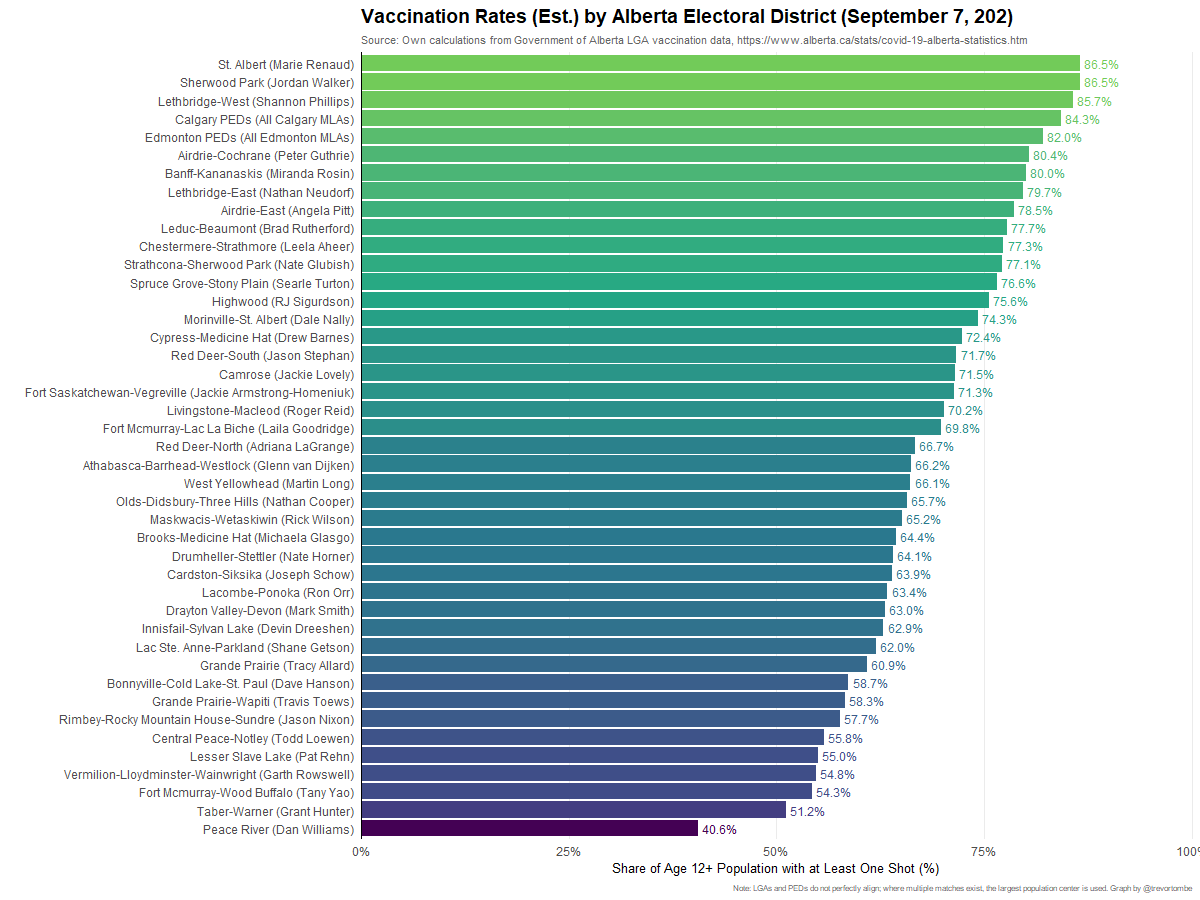 Vaccination Rates (Est.) by Alberta Electoral District (September 7, 202)
Source: Own calculations from Government of Alberta LGA vaccination data, https://www.alberta.ca/stats/covid-19-alberta-statistics.htm
St. Albert (Marie Renaud) 86.5%
Sherwood Park (Jordan Walker) 86.5%
Lethbridge-West (Shannon Phillips) 85.7%
Calgary PEDs (All Calgary MLAs) 84.3%
Edmonton PEDs (All Edmonton MLAs) 82.0%
Airdrie-Cochrane (Peter Guthrie) 80.4%
Banff-Kananaskis (Miranda Rosin) 80.0%
Lethbridge-East (Nathan Neudorf) 79.7%
Airdrie-East (Angela Pitt) 78.5%
Leduc-Beaumont (Brad Rutherford) 77.7%
Chestermere-Strathmore (Leela Aheer) 77.3%
Strathcona-Sherwood Park (Nate Glubish) 77.1%
Spruce Grove-Stony Plain (Searle Turton) 76.6%
Highwood (RJ Sigurdson) 75.6%
Morinville-St. Albert (Dale Nally) 74.3%
Cypress-Medicine Hat (Drew Barnes) 72.4%
Red Deer-South (Jason Stephan) 71.7%
Camrose (Jackie Lovely) 71.5%
Fort Saskatchewan-Vegreville (Jackie Armstrong-Homeniuk) 71.3%
Livingstone-Macleod (Roger Reid) 70.2%
Fort Mcmurray-Lac La Biche (Laila Goodridge) 69.8%
Red Deer-North (Adriana LaGrange) 66.7%
Athabasca-Barrhead-Westlock (Glenn van Dijken) 66.2%
West Yellowhead (Martin Long) 66.1%
Olds-Didsbury-Three Hills (Nathan Cooper) 65.7%
Maskwacis-Wetaskiwin (Rick Wilson) 65.2%
Brooks-Medicine Hat (Michaela Glasgo) 64.4%
Drumheller-Stettler (Nate Horner) 64.1%
Cardston-Siksika (Joseph Schow) 63.9%
Lacombe-Ponoka (Ron Orr) 63.4%
Drayton Valley-Devon (Mark Smith) 63.0%
Innisfail-Sylvan Lake (Devin Dreeshen) 62.9%
Lac Ste. Anne-Parkland (Shane Getson) 62.0%
Grande Prairie (Tracy Allard) 60.9%
Bonnyville-Cold Lake-St. Paul (Dave Hanson) 58.7%
Grande Prairie-Wapiti (Travis Toews) 58.3%
Rimbey-Rocky Mountain House-Sundre (Jason Nixon) 57.7%
Central Peace-Notley (Todd Loewen) 55.8%
Lesser Slave Lake (Pat Rehn) 55.0%
Vermilion-Lloydminster-Wainwright (Garth Rowswell) 54.8%
Fort Mcmurray-Wood Buffalo (Tany Yao) 54.3%
Taber-Warner (Grant Hunter) 51.2%
Peace River (Dan Williams) 40.6%
0% 25% 50% 75% 100%
Share of Age 12+ Population with at Least One Shot (%)
Note: LGAs and PEDs do not perfectly align; where multiple matches exist, the largest population center is used. Graph by @trevortombe